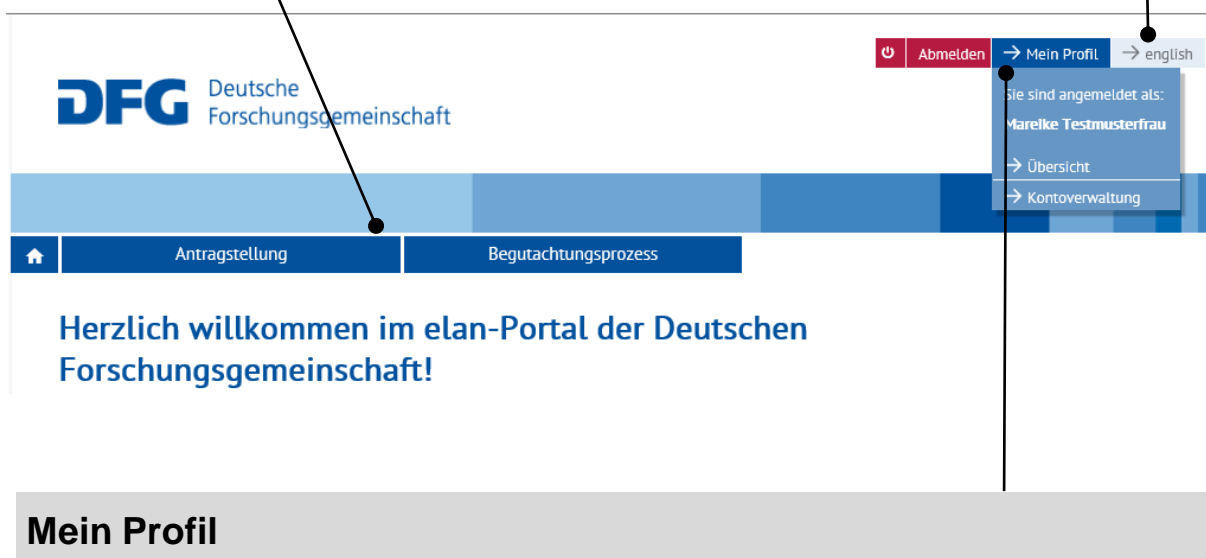 Abmelden → Mein Profil → english
DFG Deutsche
Forschungsgemeinschaft
Sie sind angemeldet als:
Mareike Testmusterfrau
→ Übersicht
→ Kontoverwaltung
Antragstellung Begutachtungsprozess
Herzlich willkommen im elan-Portal der Deutschen
Forschungsgemeinschaft!
Mein Profil